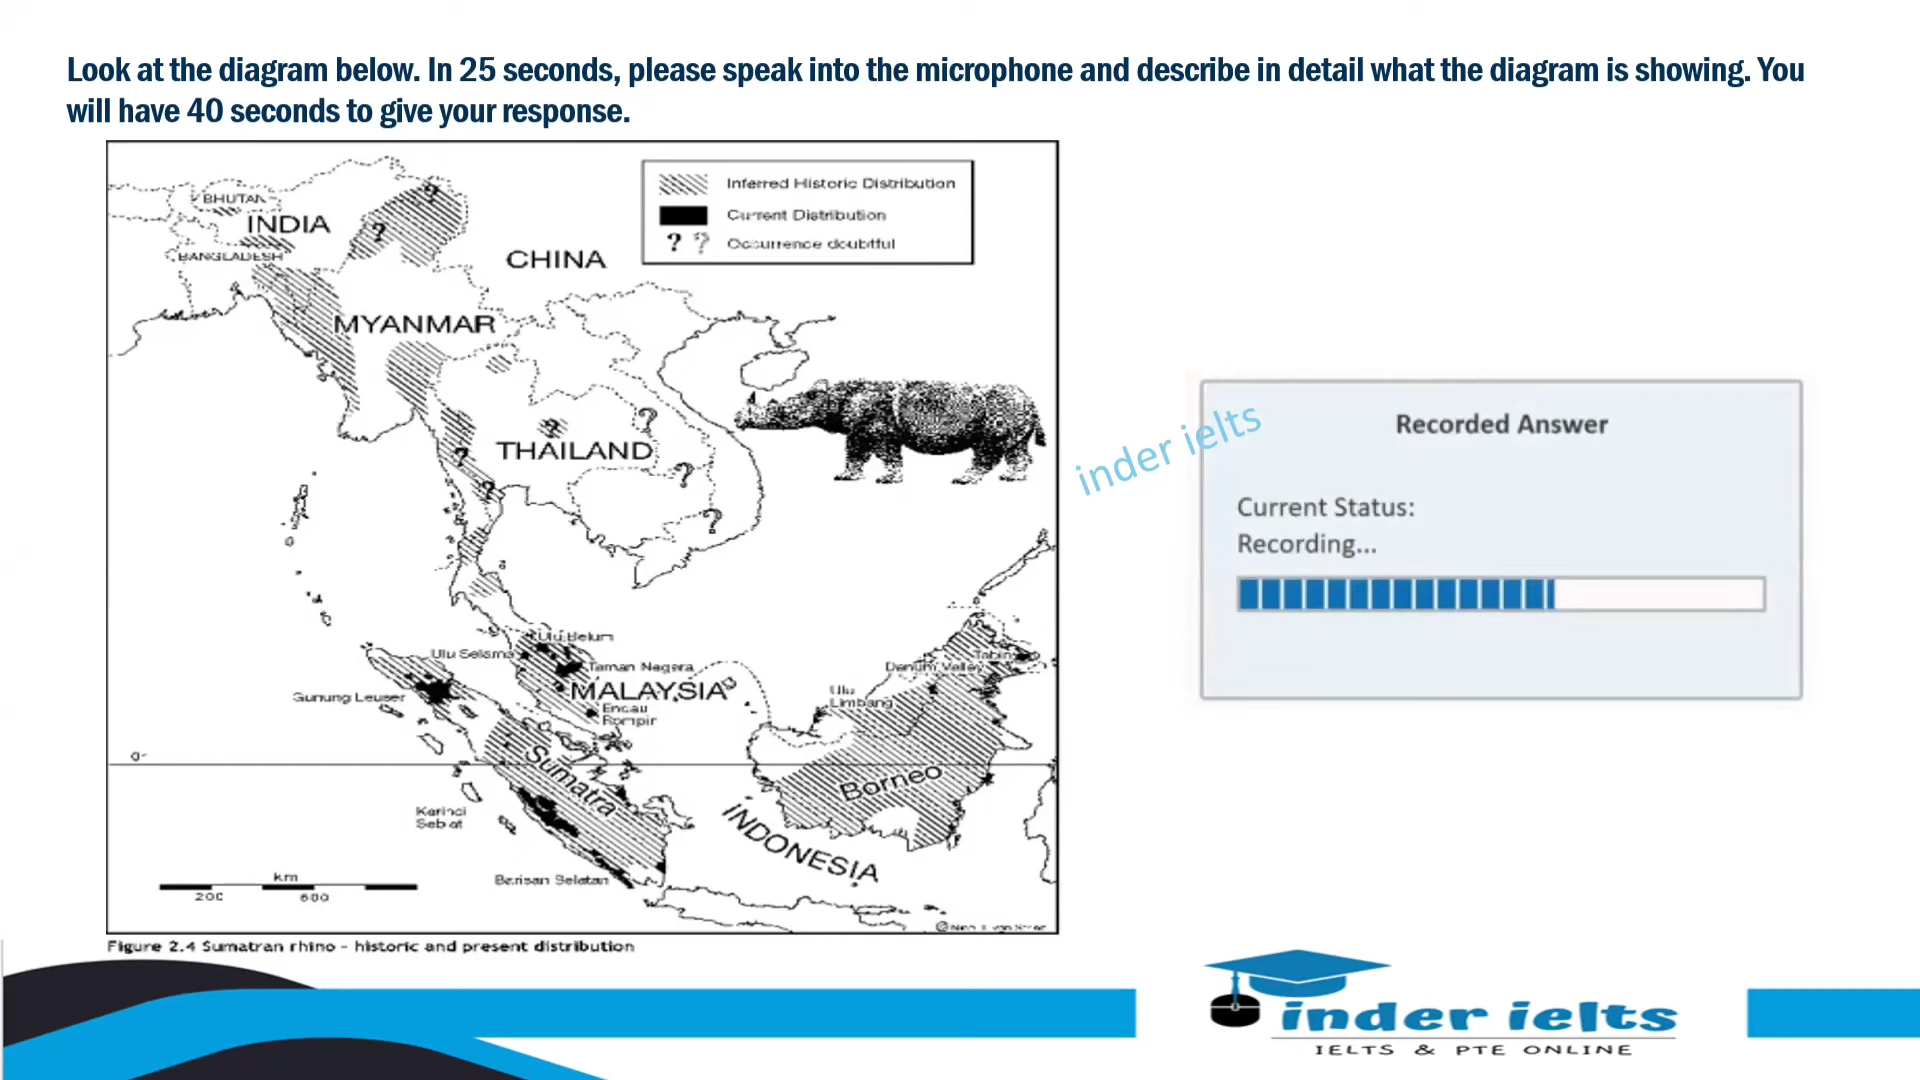 Look at the diagram below. In 25 seconds, please speak into the microphone and describe in detail what the diagram is showing. You
will have 40 seconds to give your response.
Inferred Historic Distribution
Current Distribution
? ? Occurrence doubtful
BHUTAN
INDIA
BANGLADESH
CHINA
MYANMAR
THAILAND
?
?
?
?
?
?
?
?
Ulu Belum
Ulu Selama
Taman Negara
MALAYSIA
Gunung Leuser
Endau
Rompin
Tabin
Danum Valley
Ulu
Limbang
0°
Sumatra
Borneo
INDONESIA
Kerinci
Seblat
Barisan Selatan
km
200
600
Figure 2.4 Sumatran rhino - historic and present distribution
inder ielts
Recorded Answer
Current Status:
Recording...
inder ielts
IELTS & PTE ONLINE